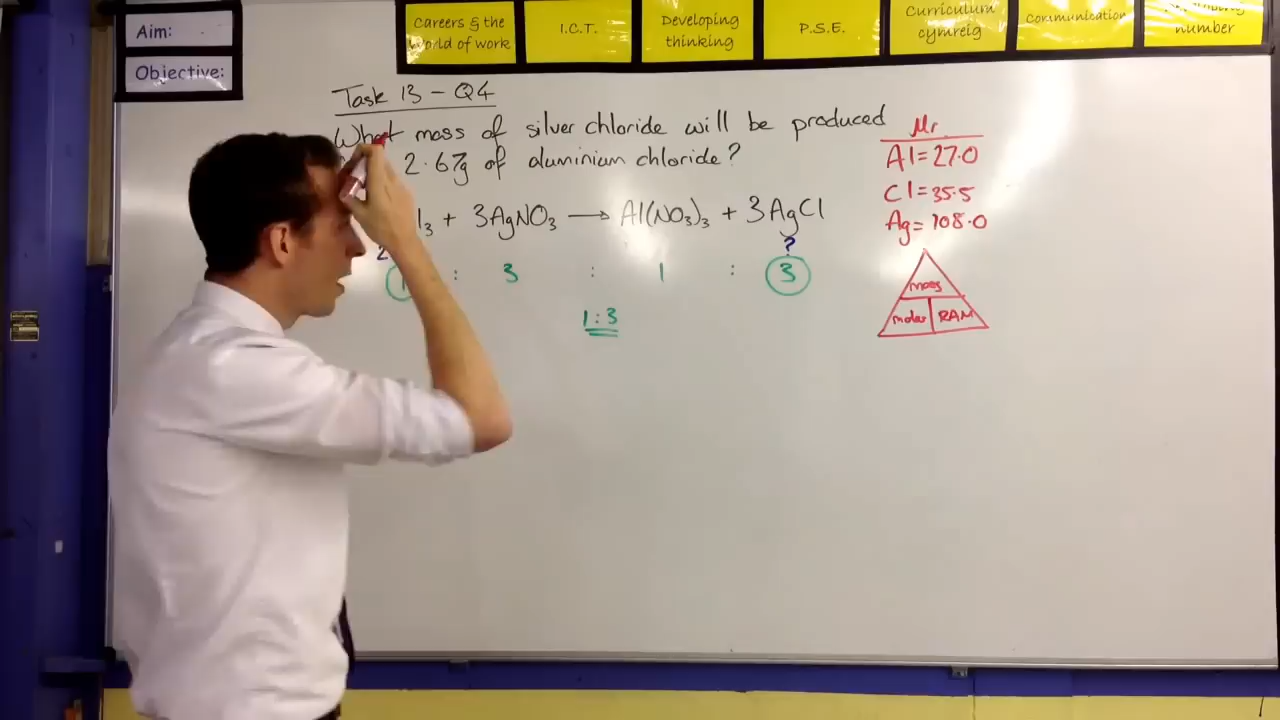 Aim:
Objective:
Careers & the world of work
I.C.T.
Developing thinking
P.S.E.
Curriculum cymreig
Communication
number
Task 13 - Q4
What mass of silver chloride will be produced
2.67g of aluminium chloride?
l₃ + 3AgNO₃ → Al(NO₃)₃ + 3AgCl
2 ?
1 : 3 : 1 : 3
1:3
Mr
Al=27.0
Cl=35.5
Ag=108.0
mass
moles RAM